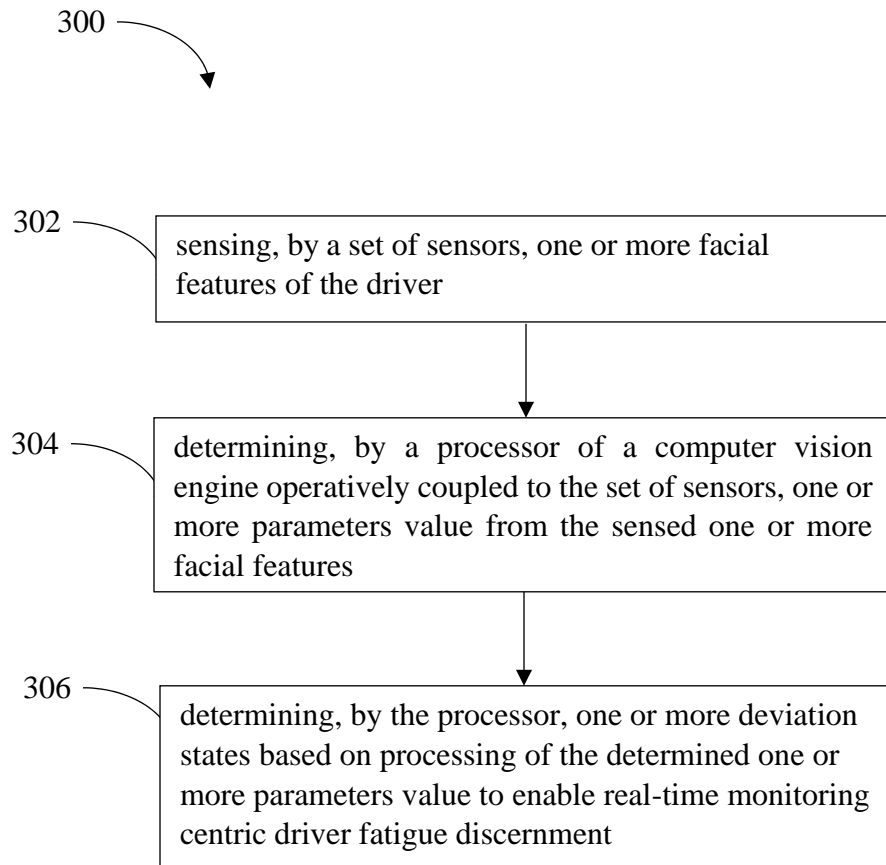 300
302
sensing, by a set of sensors, one or more facial
features of the driver
304
determining, by a processor of a computer vision
engine operatively coupled to the set of sensors, one or
more parameters value from the sensed one or more
facial features
306
determining, by the processor, one or more deviation
states based on processing of the determined one or
more parameters value to enable real-time monitoring
centric driver fatigue discernment